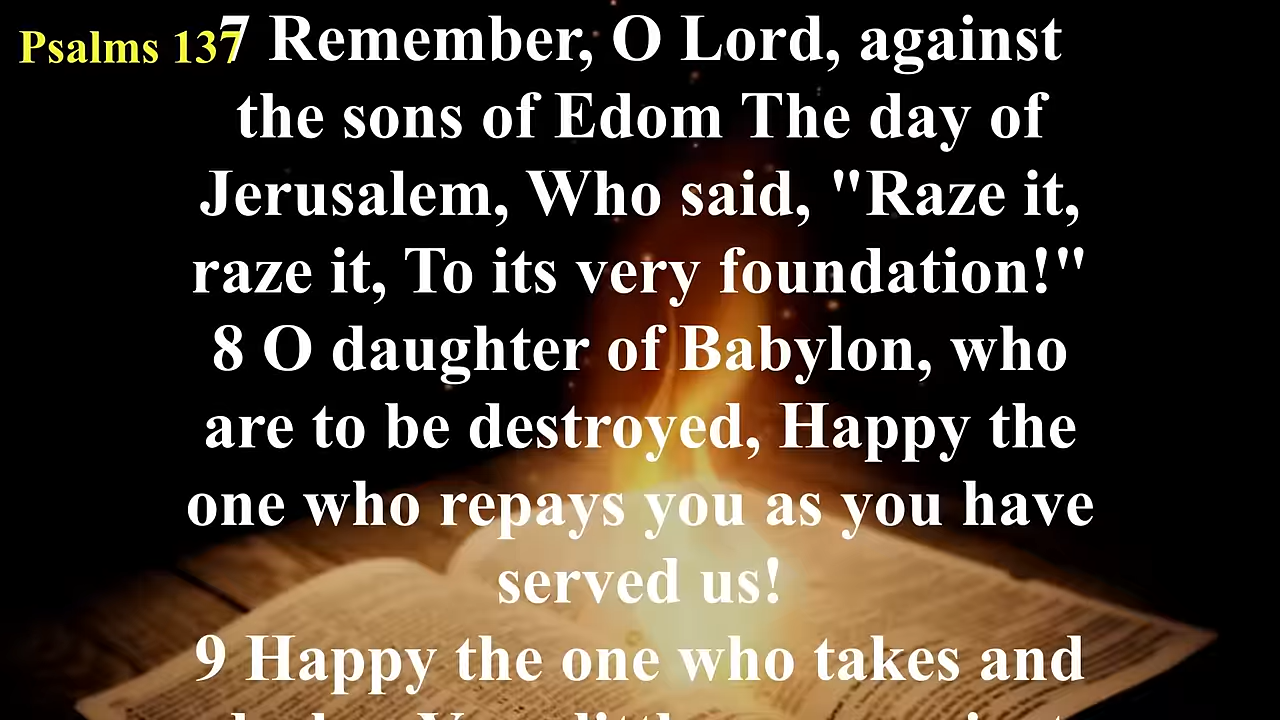 Psalms 137
7 Remember, O Lord, against
the sons of Edom The day of
Jerusalem, Who said, "Raze it,
raze it, To its very foundation!"
8 O daughter of Babylon, who
are to be destroyed, Happy the
one who repays you as you have
served us!
9 Happy the one who takes and